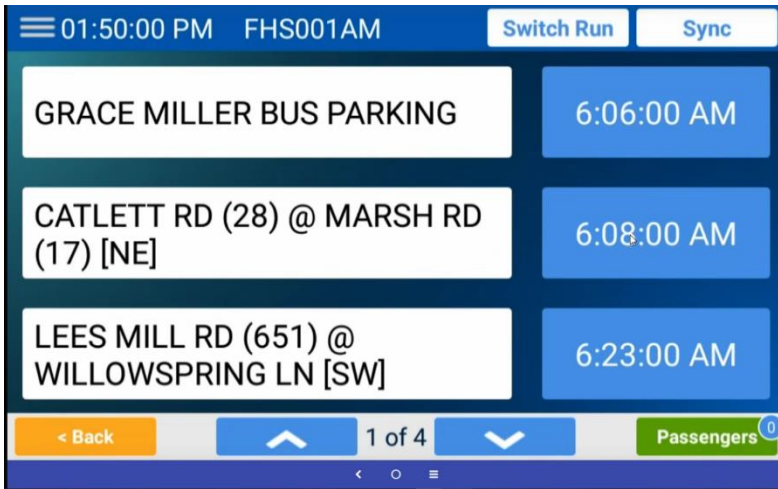 01:50:00 PM FHS001AM Switch Run Sync
GRACE MILLER BUS PARKING 6:06:00 AM
CATLETT RD (28) @ MARSH RD
(17) [NE]
6:08:00 AM
LEES MILL RD (651) @
WILLOWSPRING LN [SW]
6:23:00 AM
< Back 1 of 4 Passengers 0